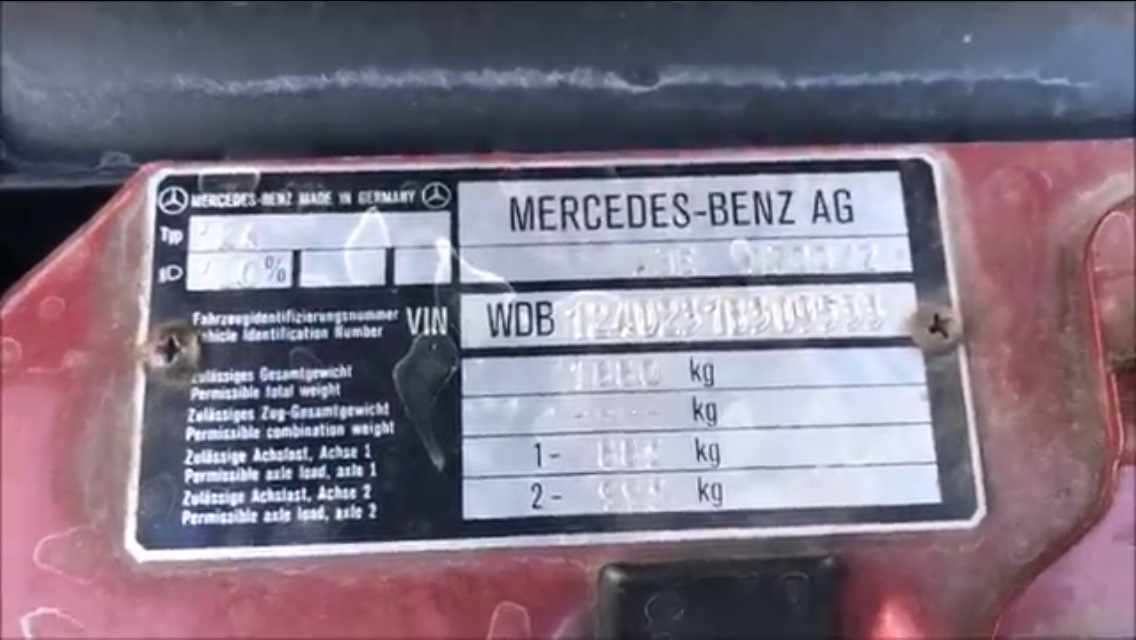 MERCEDES-BENZ MADE IN GERMANY
MERCEDES-BENZ AG
Typ
Fahrzeugidentifizierungsnummer
Vehicle Identification Number
VIN
WDB
Zulässiges Gesamtgewicht
Permissible total weight
kg
Zulässiges Zug-Gesamtgewicht
Permissible combination weight
kg
Zulässige Achslast, Achse 1
Permissible axle load, axle 1
1- kg
Zulässige Achslast, Achse 2
Permissible axle load, axle 2
2- kg